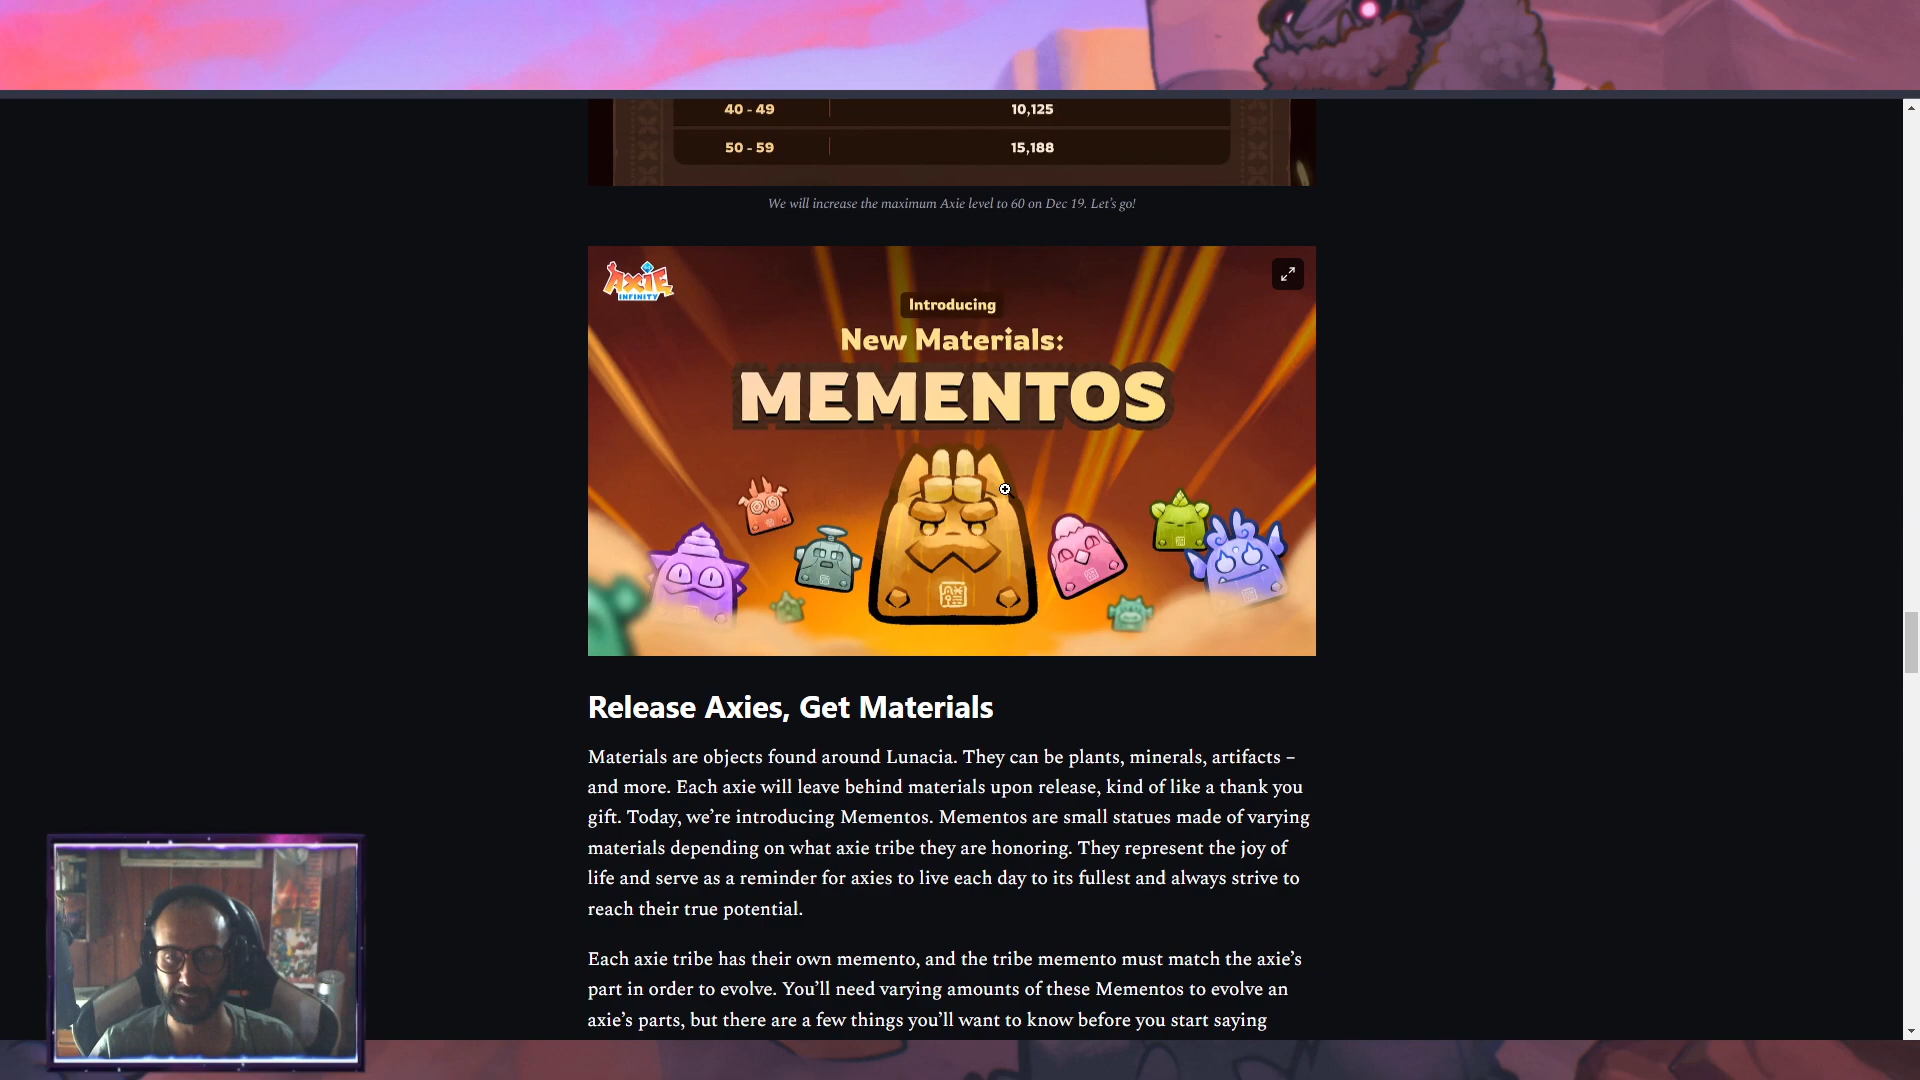 40 - 49 10,125
50 - 59 15,188
We will increase the maximum Axie level to 60 on Dec 19. Let's go!
AXIE
INFINITY
Introducing
New Materials:
MEMENTOS
Release Axies, Get Materials
Materials are objects found around Lunacia. They can be plants, minerals, artifacts –
and more. Each axie will leave behind materials upon release, kind of like a thank you
gift. Today, we’re introducing Mementos. Mementos are small statues made of varying
materials depending on what axie tribe they are honoring. They represent the joy of
life and serve as a reminder for axies to live each day to its fullest and always strive to
reach their true potential.
Each axie tribe has their own memento, and the tribe memento must match the axie’s
part in order to evolve. You’ll need varying amounts of these Mementos to evolve an
axie’s parts, but there are a few things you’ll want to know before you start saying